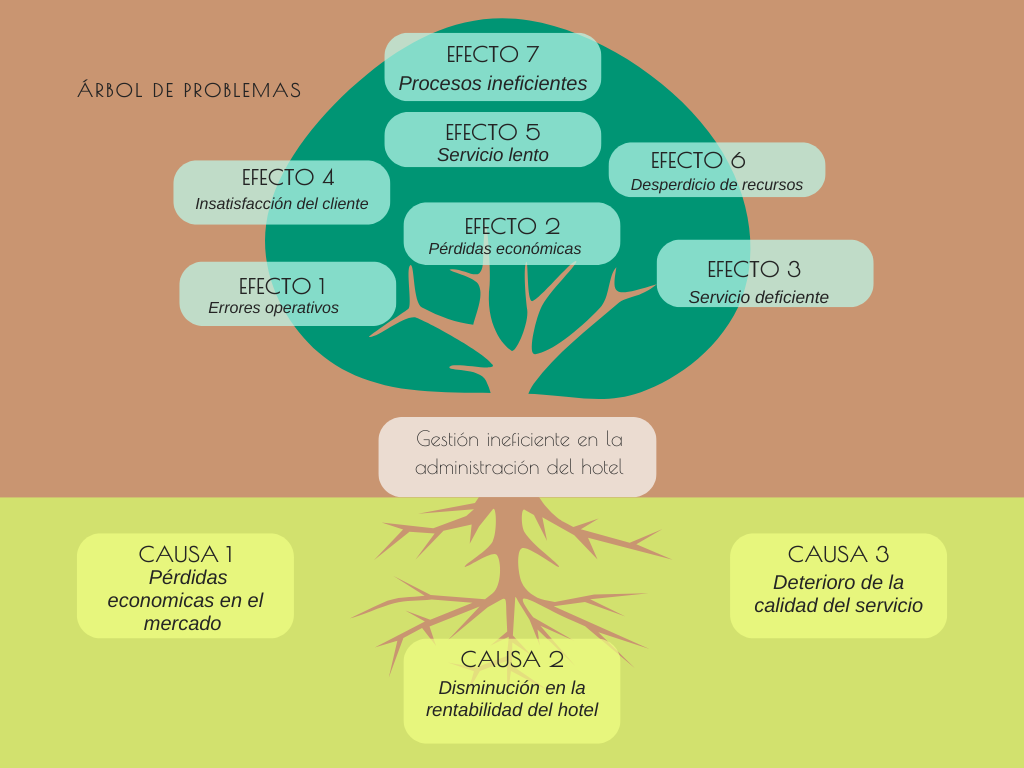 ÁRBOL DE PROBLEMAS
EFECTO 7
Procesos ineficientes
EFECTO 5
Servicio lento
EFECTO 6
Desperdicio de recursos
EFECTO 4
Insatisfacción del cliente
EFECTO 2
Pérdidas económicas
EFECTO 3
Servicio deficiente
EFECTO 1
Errores operativos
Gestión ineficiente en la
administración del hotel
CAUSA 1
Pérdidas
economicas en el
mercado
CAUSA 3
Deterioro de la
calidad del servicio
CAUSA 2
Disminución en la
rentabilidad del hotel